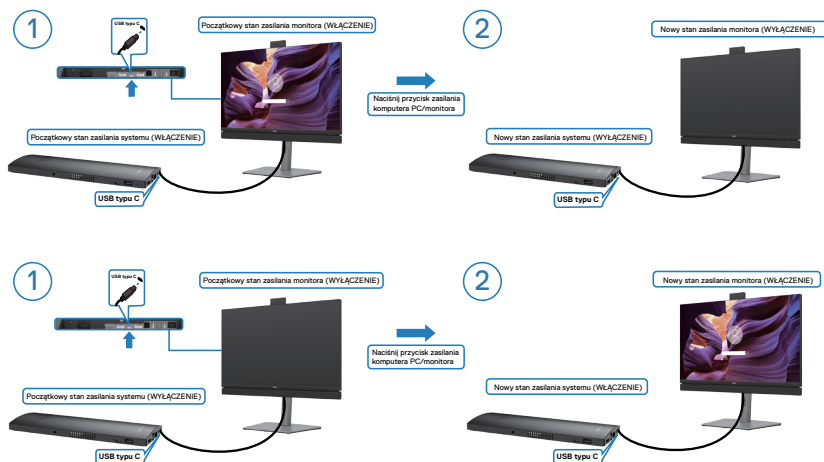 1
USB typu C
Początkowy stan zasilania monitora (WŁĄCZENIE)
Początkowy stan zasilania systemu (WŁĄCZENIE)
USB typu C
Naciśnij przycisk zasilania
komputera PC/monitora
2
Nowy stan zasilania monitora (WYŁĄCZENIE)
Nowy stan zasilania systemu (WYŁĄCZENIE)
USB typu C
1
USB typu C
Początkowy stan zasilania monitora (WYŁĄCZENIE)
Początkowy stan zasilania systemu (WYŁĄCZENIE)
USB typu C
Naciśnij przycisk zasilania
komputera PC/monitora
2
Nowy stan zasilania monitora (WŁĄCZENIE)
Nowy stan zasilania systemu (WŁĄCZENIE)
USB typu C